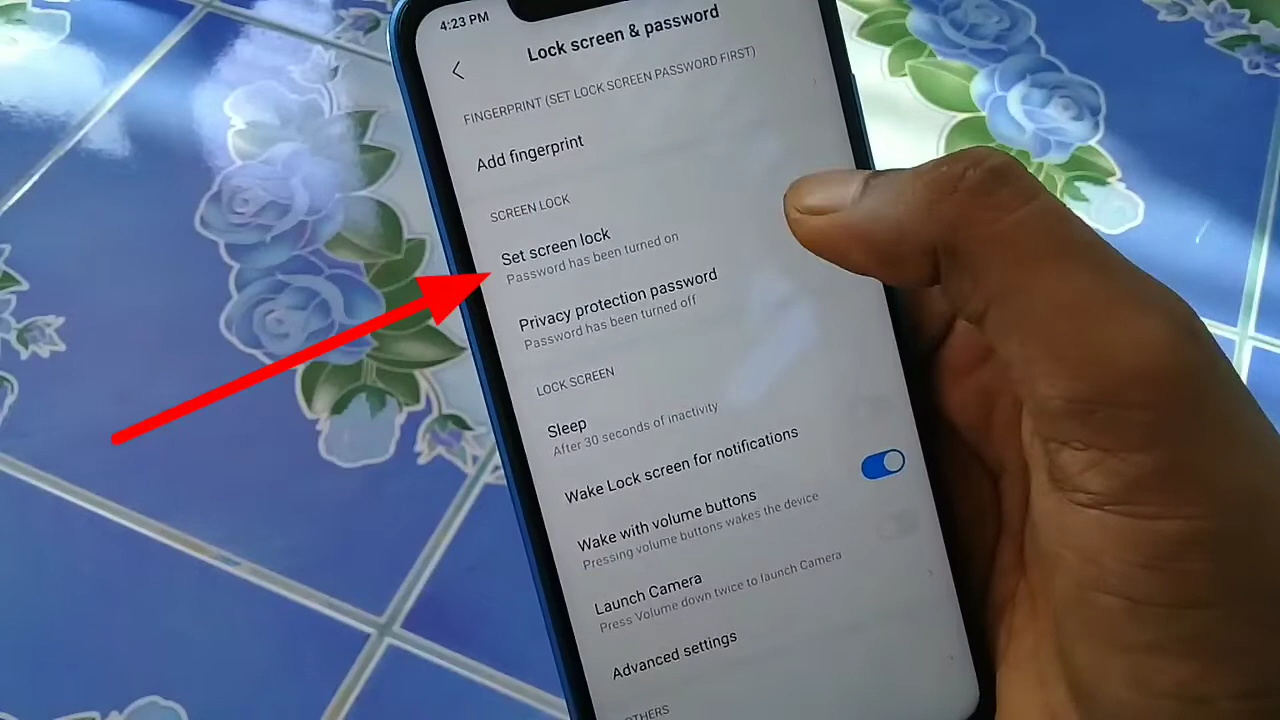 4:23 PM
Lock screen & password
FINGERPRINT (SET LOCK SCREEN PASSWORD FIRST)
Add fingerprint
SCREEN LOCK
Set screen lock
Password has been turned on
Privacy protection password
Password has been turned off
LOCK SCREEN
Sleep
After 30 seconds of inactivity
Wake Lock screen for notifications
Wake with volume buttons
Pressing volume buttons wakes the device
Launch Camera
Press Volume down twice to launch Camera
Advanced settings
OTHERS